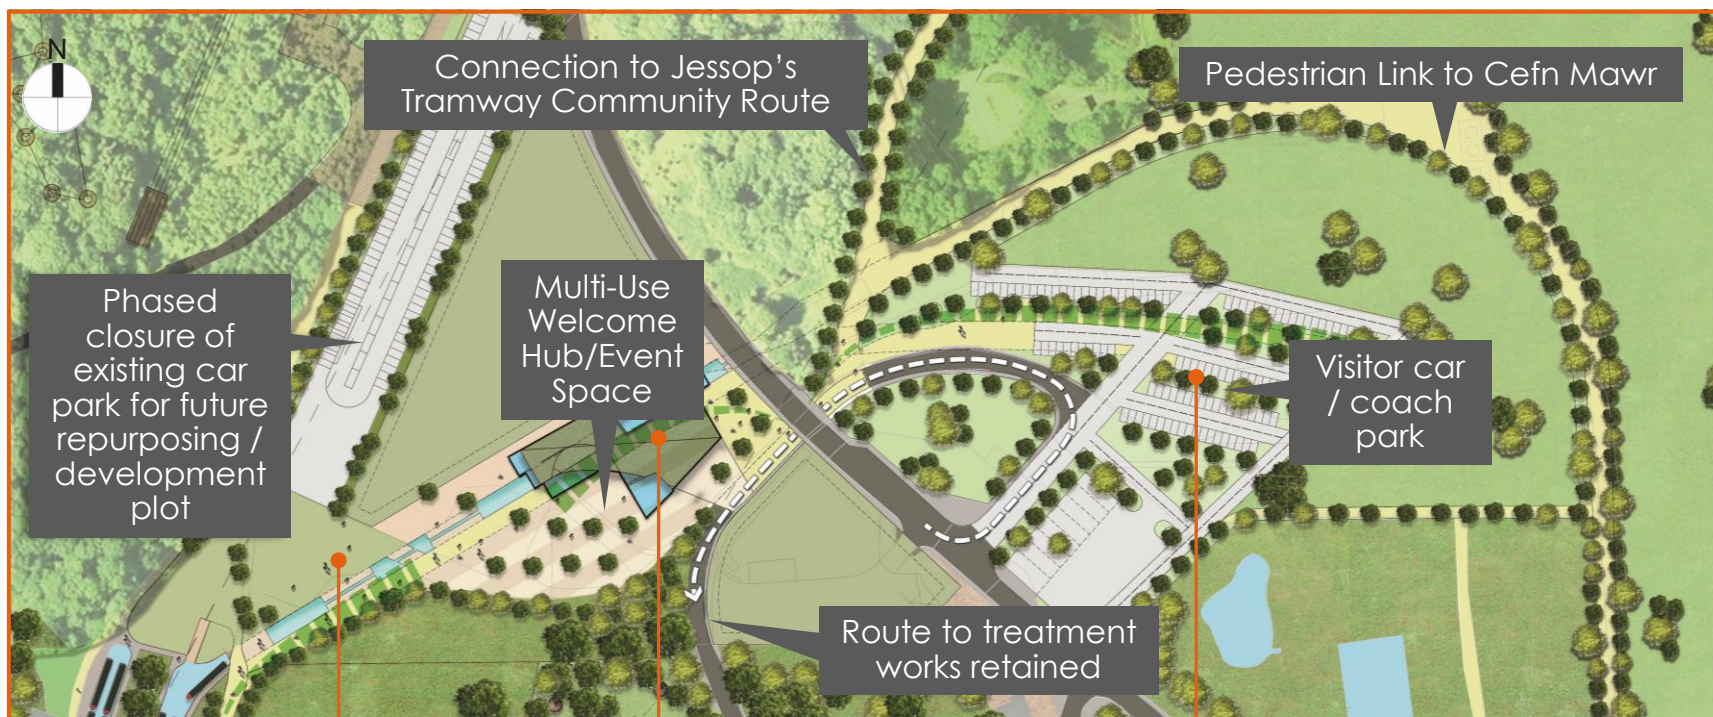 N
Connection to Jessop's
Tramway Community Route
Pedestrian Link to Cefn Mawr
Phased
closure of
existing car
park for future
repurposing /
development
plot
Multi-Use
Welcome
Hub/Event
Space
Visitor car
/ coach
park
Route to treatment
works retained